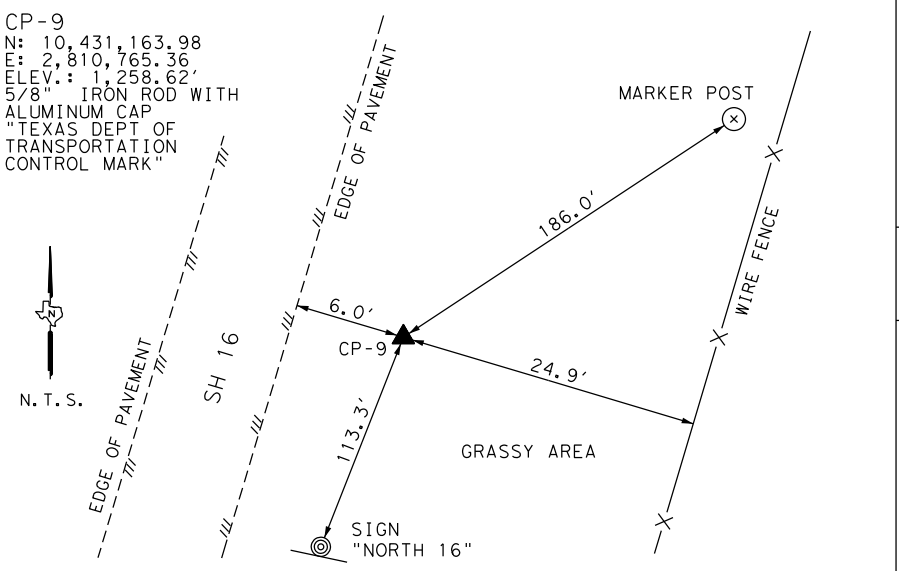 CP-9
N: 10,431,163.98
E: 2,810,765.36
ELEV.: 1,258.62'
5/8" IRON ROD WITH
ALUMINUM CAP
"TEXAS DEPT OF
TRANSPORTATION
CONTROL MARK"
EDGE OF PAVEMENT
MARKER POST
186.0'
WIRE FENCE
N
N.T.S.
6.0'
CP-9
SH 16
EDGE OF PAVEMENT
24.9'
113.3'
GRASSY AREA
SIGN
"NORTH 16"